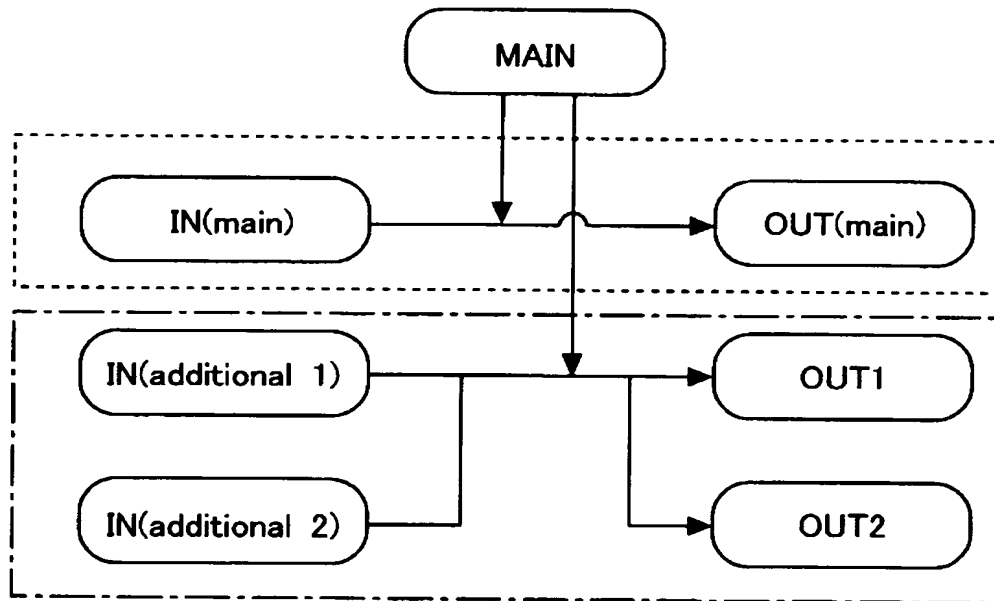 MAIN
IN(main)
OUT(main)
IN(additional 1)
OUT1
IN(additional 2)
OUT2